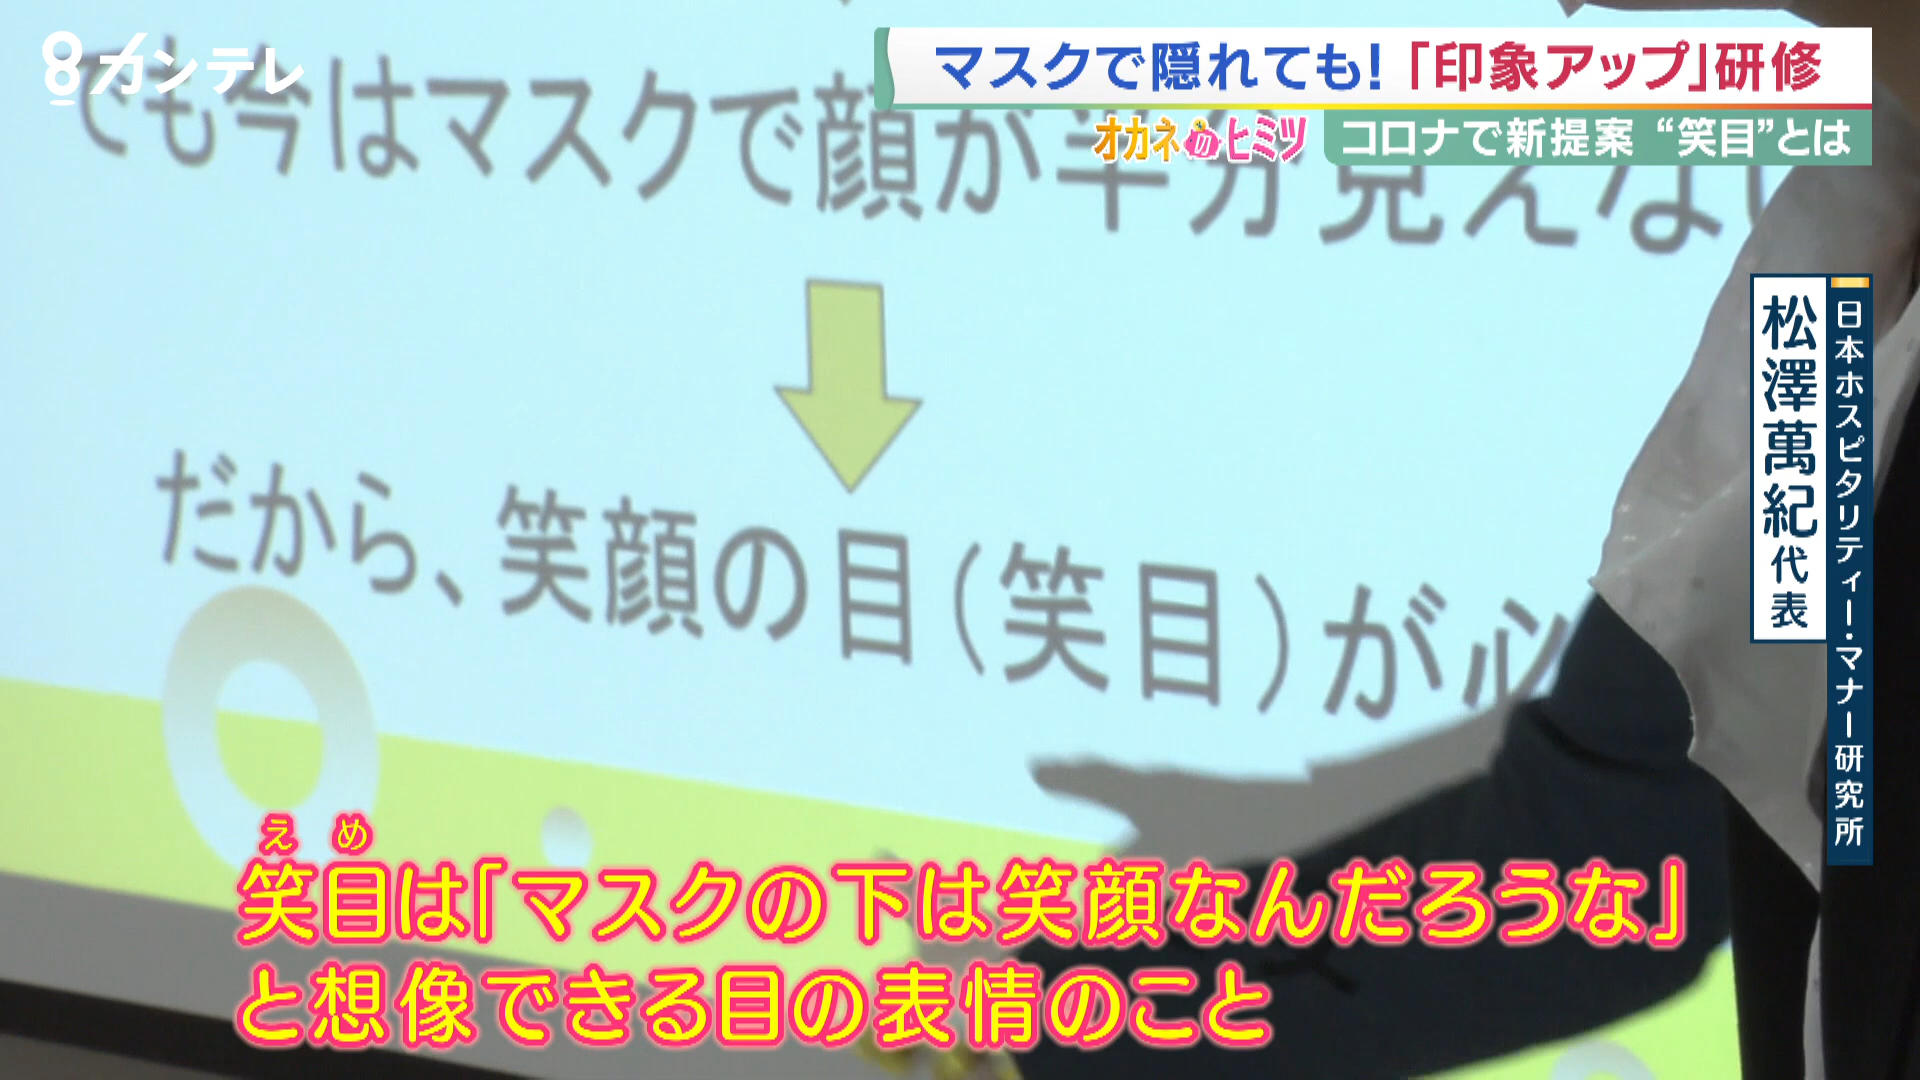 8カンテレ
マスクで隠れても!「印象アップ」研修
オカネのヒミツ
コロナで新提案 “笑目”とは
でも今はマスクで顔が半分見えない
だから、笑顔の目(笑目)が必
日本ホスピタリティー・マナー研究所
松澤萬紀代表
えめ
笑目は「マスクの下は笑顔なんだろうな」
と想像できる目の表情のこと